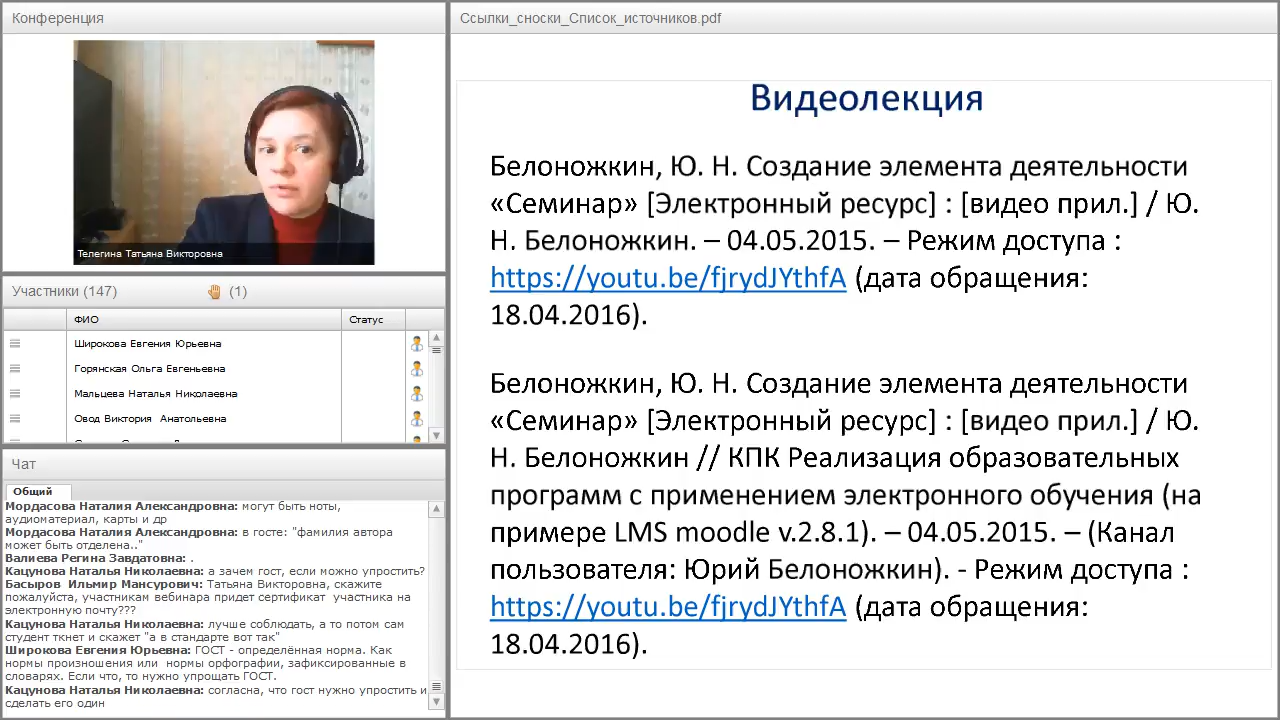 Конференция
Телегина Татьяна Викторовна
Участники (147)
(1)
ФИО
Статус
Широкова Евгения Юрьевна
Горянская Ольга Евгеньевна
Мальцева Наталья Николаевна
Овод Виктория  Анатольевна
Чат
Общий
Мордасова Наталия Александровна: могут быть ноты,
аудиоматериал, карты и др
Мордасова Наталия Александровна: в госте: "фамилия автора
может быть отделена.."
Валиева Регина Завдатовна: .
Кацунова Наталья Николаевна: а зачем гост, если можно упростить?
Басыров  Ильмир Мансурович: Татьяна Викторовна, скажите
пожалуйста, участникам вебинара придет сертификат  участника на
электронную почту???
Кацунова Наталья Николаевна: лучше соблюдать, а то потом сам
студент ткнет и скажет "а в стандарте вот так"
Широкова Евгения Юрьевна: ГОСТ - определённая норма. Как
нормы произношения или  нормы орфографии, зафиксированные в
словарях. Если что, то нужно упрощать ГОСТ.
Кацунова Наталья Николаевна: согласна, что гост нужно упростить и
сделать его один
Ссылки_сноски_Список_источников.pdf
Видеолекция
Белоножкин, Ю. Н. Создание элемента деятельности
«Семинар» [Электронный ресурс] : [видео прил.] / Ю.
Н. Белоножкин. – 04.05.2015. – Режим доступа :
https://youtu.be/fjrydJYthfA (дата обращения:
18.04.2016).
Белоножкин, Ю. Н. Создание элемента деятельности
«Семинар» [Электронный ресурс] : [видео прил.] / Ю.
Н. Белоножкин // КПК Реализация образовательных
программ с применением электронного обучения (на
примере LMS moodle v.2.8.1). – 04.05.2015. – (Канал
пользователя: Юрий Белоножкин). - Режим доступа :
https://youtu.be/fjrydJYthfA (дата обращения:
18.04.2016).